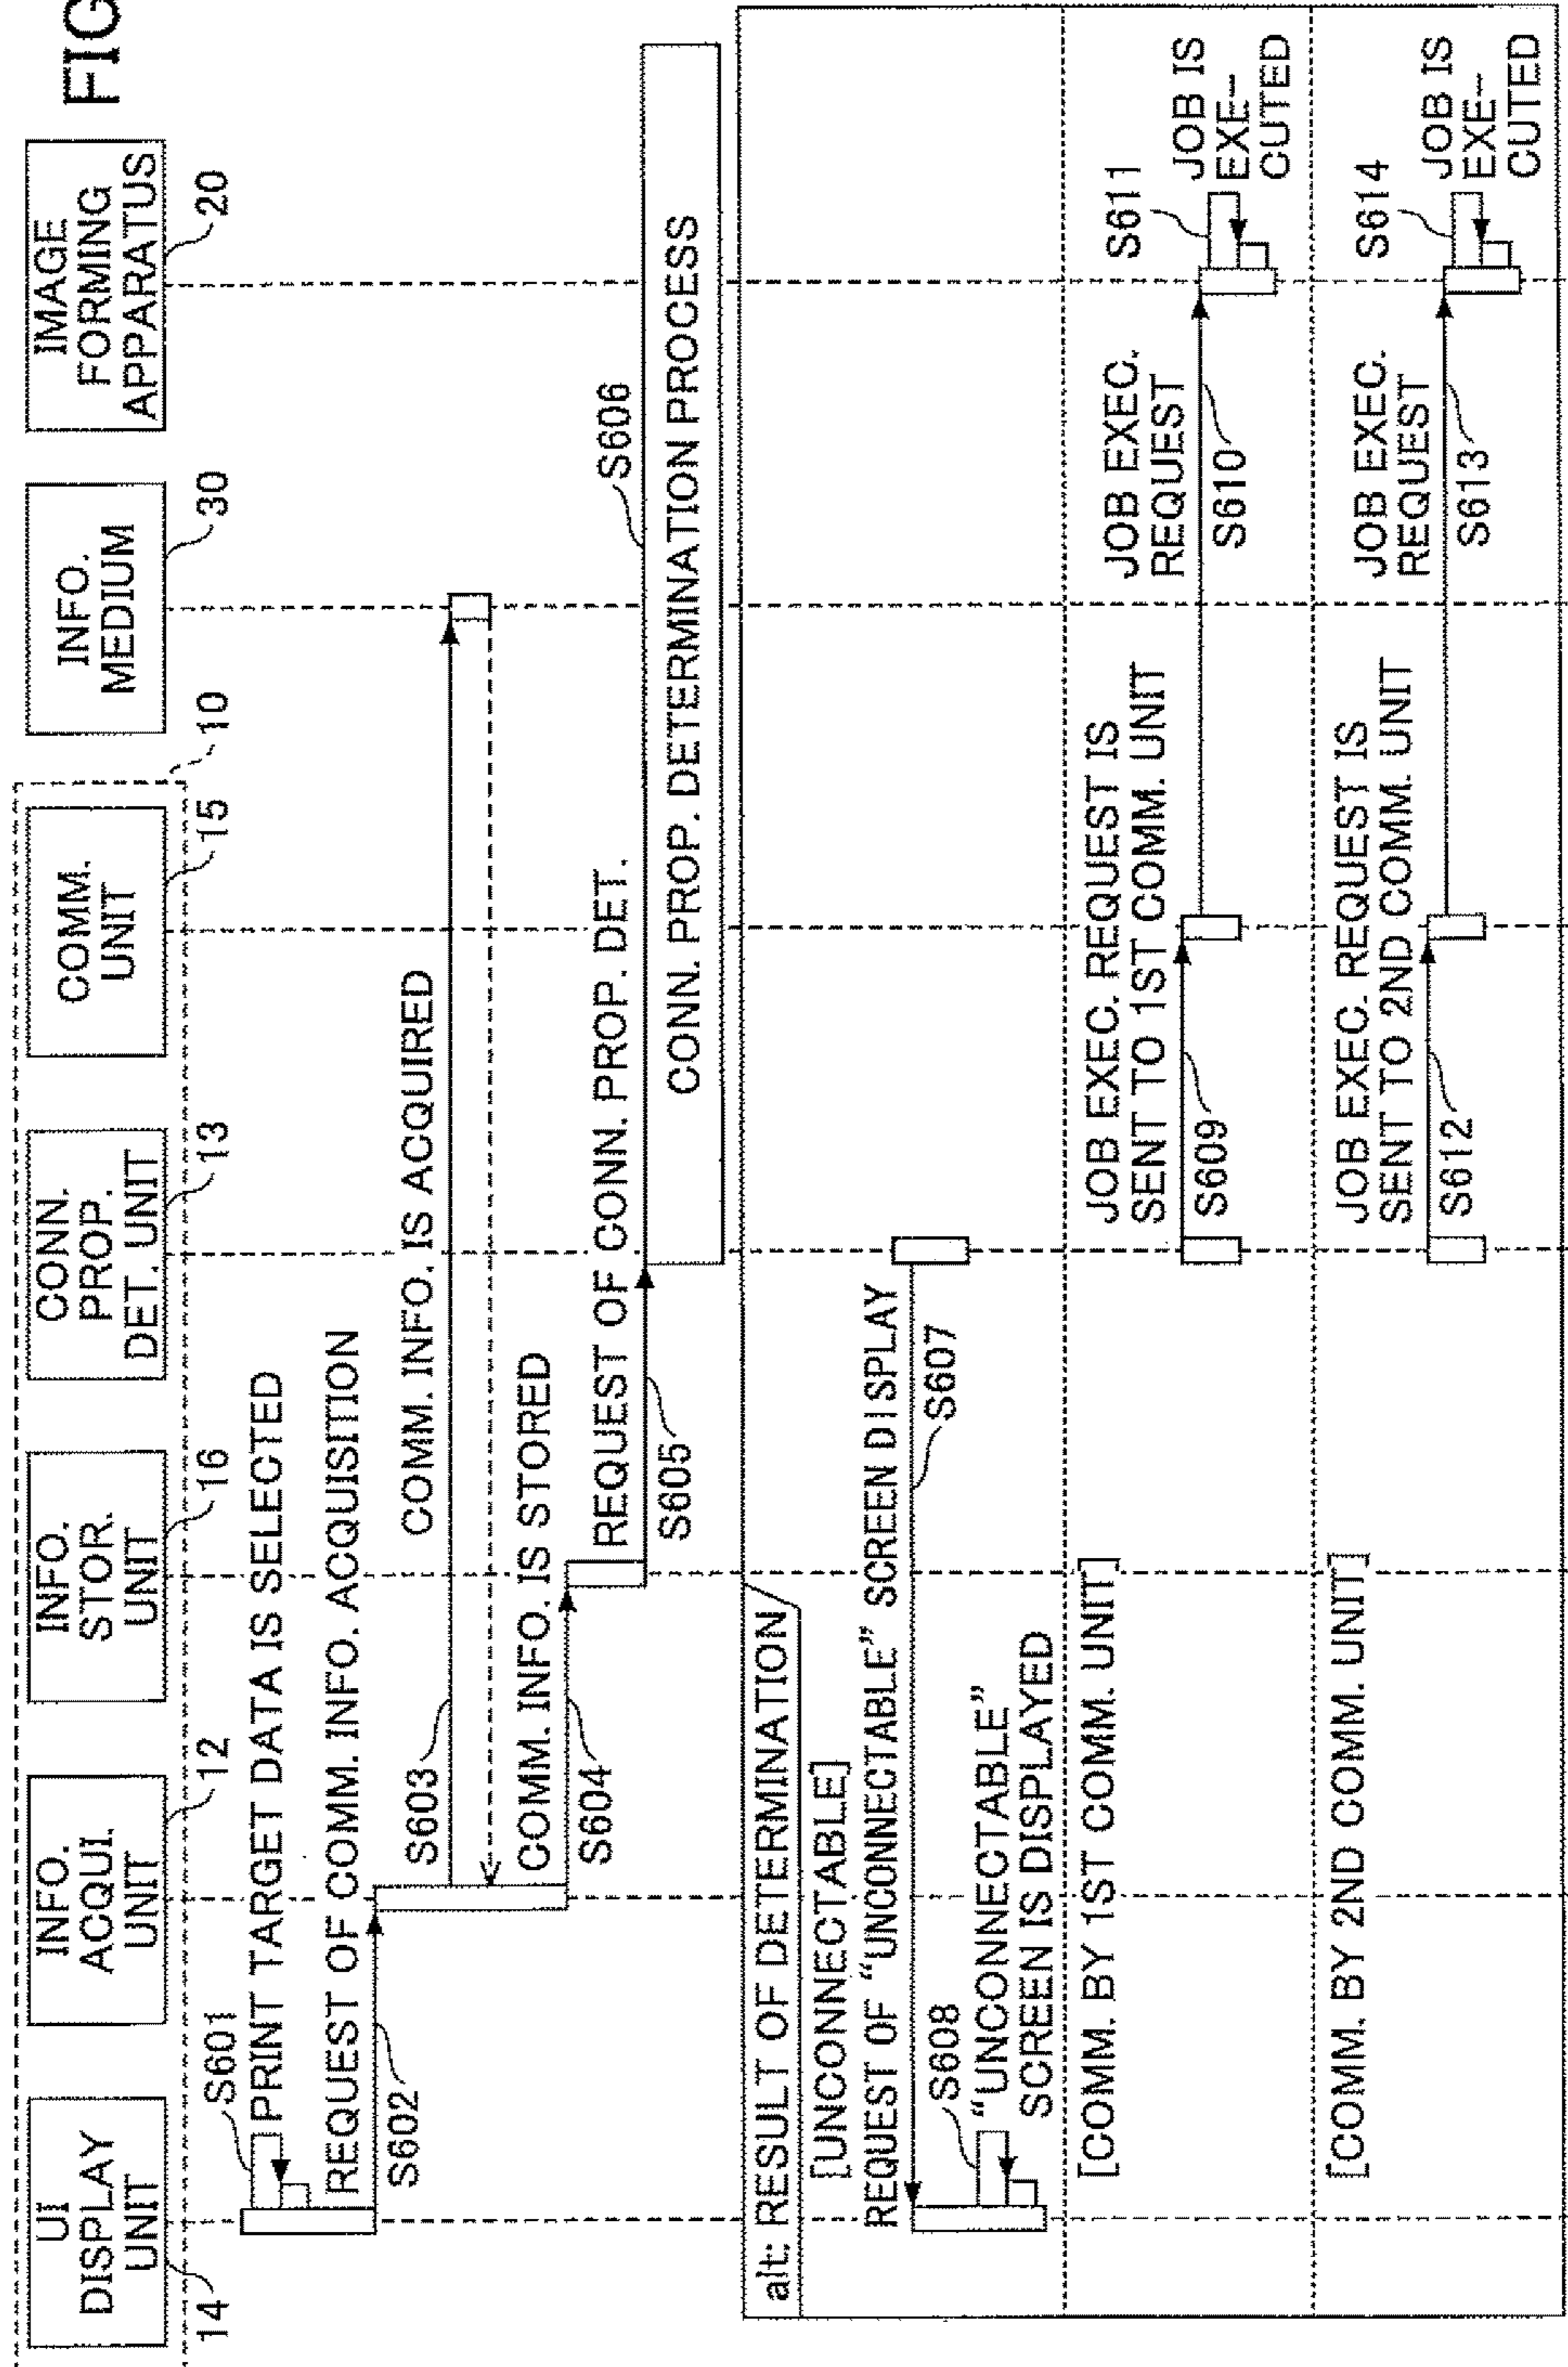 FIG
UI
DISPLAY
UNIT
14
INFO.
ACQUI.
UNIT
12
INFO.
STOR.
UNIT
16
CONN.
PROP.
DET. UNIT
13
COMM.
UNIT
15
10
INFO.
MEDIUM
30
IMAGE
FORMING
APPARATUS
20
S601
PRINT TARGET DATA IS SELECTED
REQUEST OF COMM. INFO. ACQUISITION
S602
COMM. INFO. IS ACQUIRED
S603
COMM. INFO. IS STORED
S604
REQUEST OF CONN. PROP. DET.
S605
S606
CONN. PROP. DETERMINATION PROCESS
alt: RESULT OF DETERMINATION
[UNCONNECTABLE]
REQUEST OF “UNCONNECTABLE” SCREEN DISPLAY
S607
S608
“UNCONNECTABLE”
SCREEN IS DISPLAYED
[COMM. BY 1ST COMM. UNIT]
JOB EXEC. REQUEST IS
SENT TO 1ST COMM. UNIT
S609
JOB EXEC.
REQUEST
S610
S611
JOB IS
EXE-
CUTED
[COMM. BY 2ND COMM. UNIT]
JOB EXEC. REQUEST IS
SENT TO 2ND COMM. UNIT
S612
JOB EXEC.
REQUEST
S613
S614
JOB IS
EXE-
CUTED